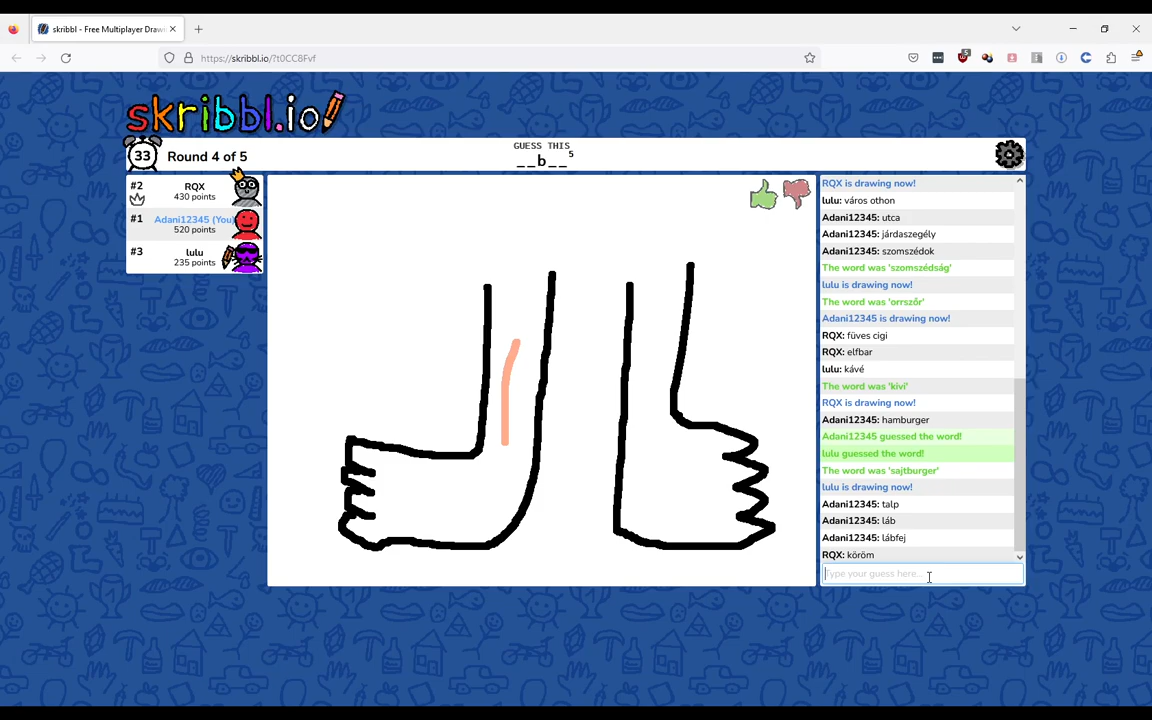 skribbl - Free Multiplayer Drawi
https://skribbl.io/?t0CC8Fvf
5
skribbl.io
33
Round 4 of 5
GUESS THIS
__b__ 5
#2
RQX
430 points
#1
Adani12345 (You)
520 points
#3
lulu
235 points
RQX is drawing now!
lulu: város othon
Adani12345: utca
Adani12345: járdaszegély
Adani12345: szomszédok
The word was 'szomszédság'
lulu is drawing now!
The word was 'orrszőr'
Adani12345 is drawing now!
RQX: füves cigi
RQX: elfbar
lulu: kávé
The word was 'kivi'
RQX is drawing now!
Adani12345: hamburger
Adani12345 guessed the word!
lulu guessed the word!
The word was 'sajtburger'
lulu is drawing now!
Adani12345: talp
Adani12345: láb
Adani12345: lábfej
RQX: köröm
Type your guess here...